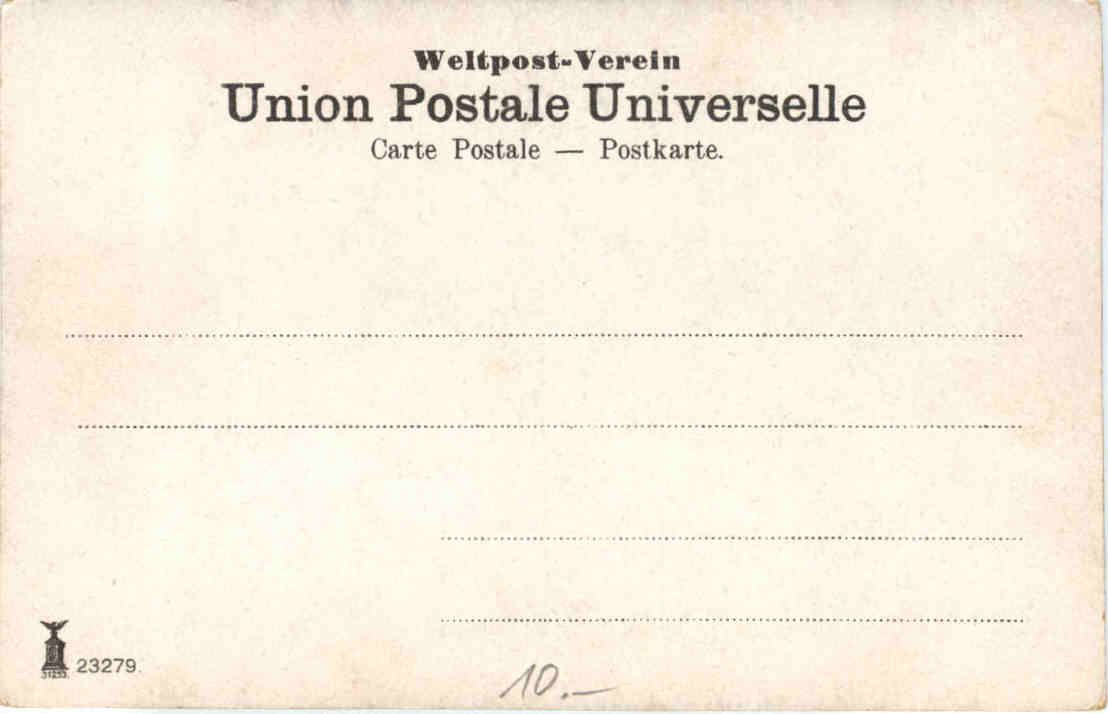 Weltpost-Verein
Union Postale Universelle
Carte Postale — Postkarte.
23279.
10.—